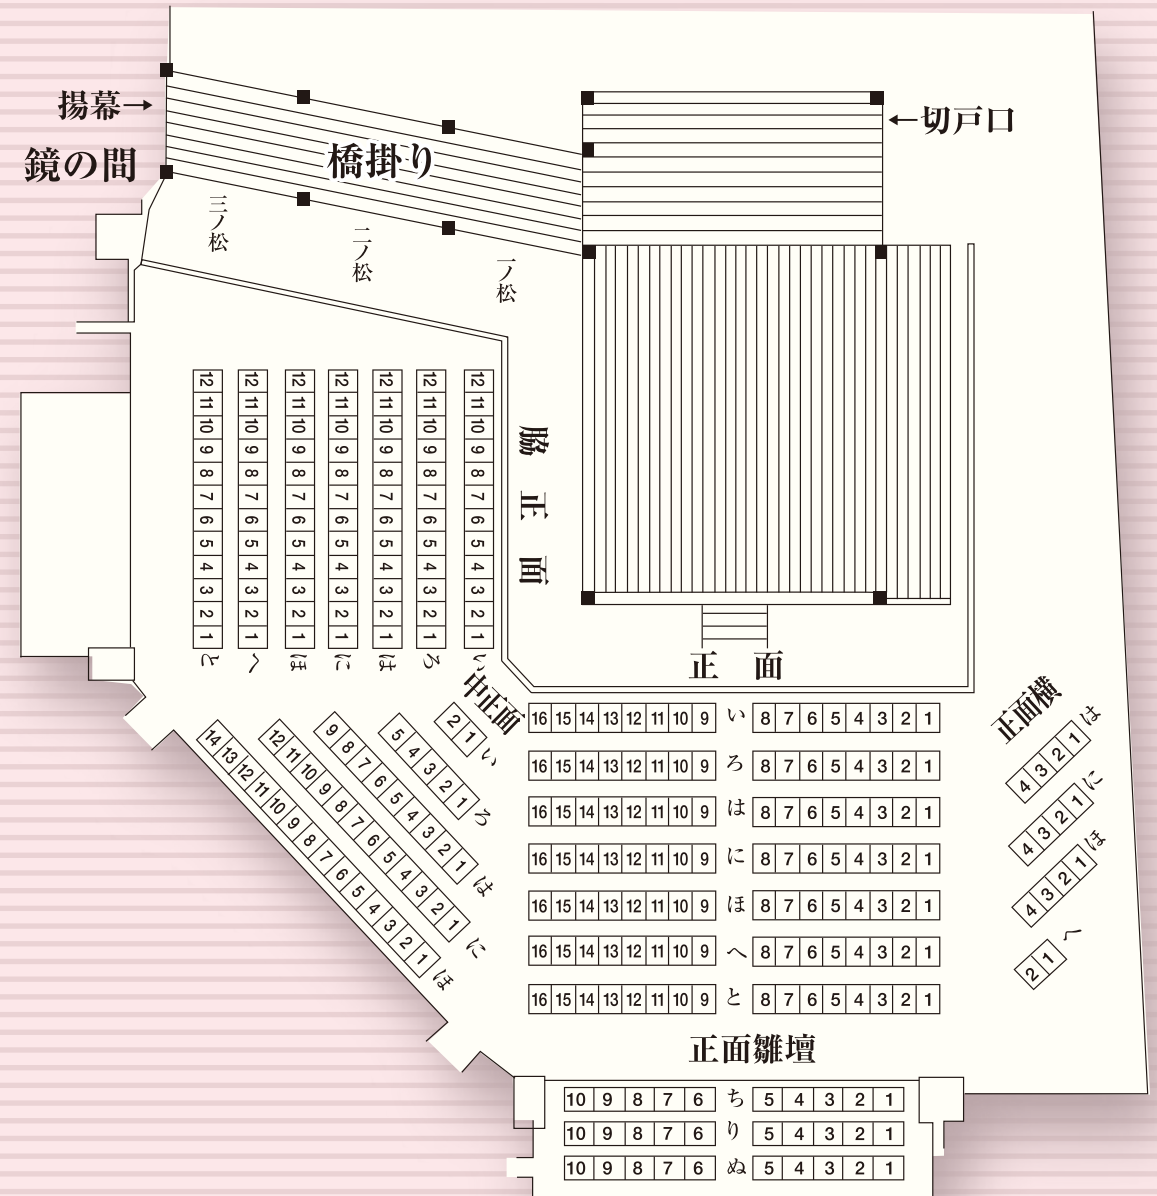 揚幕→
←切戸口
鏡の間
橋掛り
三ノ松
二ノ松
一ノ松
脇正面
12 12 12 12 12 12 12
11 11 11 11 11 11 11
10 10 10 10 10 10 10
9 9 9 9 9 9 9
8 8 8 8 8 8 8
7 7 7 7 7 7 7
6 6 6 6 6 6 6
5 5 5 5 5 5 5
4 4 4 4 4 4 4
3 3 3 3 3 3 3
2 2 2 2 2 2 2
1 1 1 1 1 1 1
と へ ほ に は ろ い
正面
中正面
2 1 い
5 4 3 2 1 ろ
9 8 7 6 5 4 3 2 1 は
12 11 10 9 8 7 6 5 4 3 2 1 に
14 13 12 11 10 9 8 7 6 5 4 3 2 1 ほ
16 15 14 13 12 11 10 9 い 8 7 6 5 4 3 2 1
16 15 14 13 12 11 10 9 ろ 8 7 6 5 4 3 2 1
16 15 14 13 12 11 10 9 は 8 7 6 5 4 3 2 1
16 15 14 13 12 11 10 9 に 8 7 6 5 4 3 2 1
16 15 14 13 12 11 10 9 ほ 8 7 6 5 4 3 2 1
16 15 14 13 12 11 10 9 へ 8 7 6 5 4 3 2 1
16 15 14 13 12 11 10 9 と 8 7 6 5 4 3 2 1
正面横
4 3 2 1 は
4 3 2 1 に
4 3 2 1 ほ
2 1 へ
正面雛壇
10 9 8 7 6 ち 5 4 3 2 1
10 9 8 7 6 り 5 4 3 2 1
10 9 8 7 6 ぬ 5 4 3 2 1